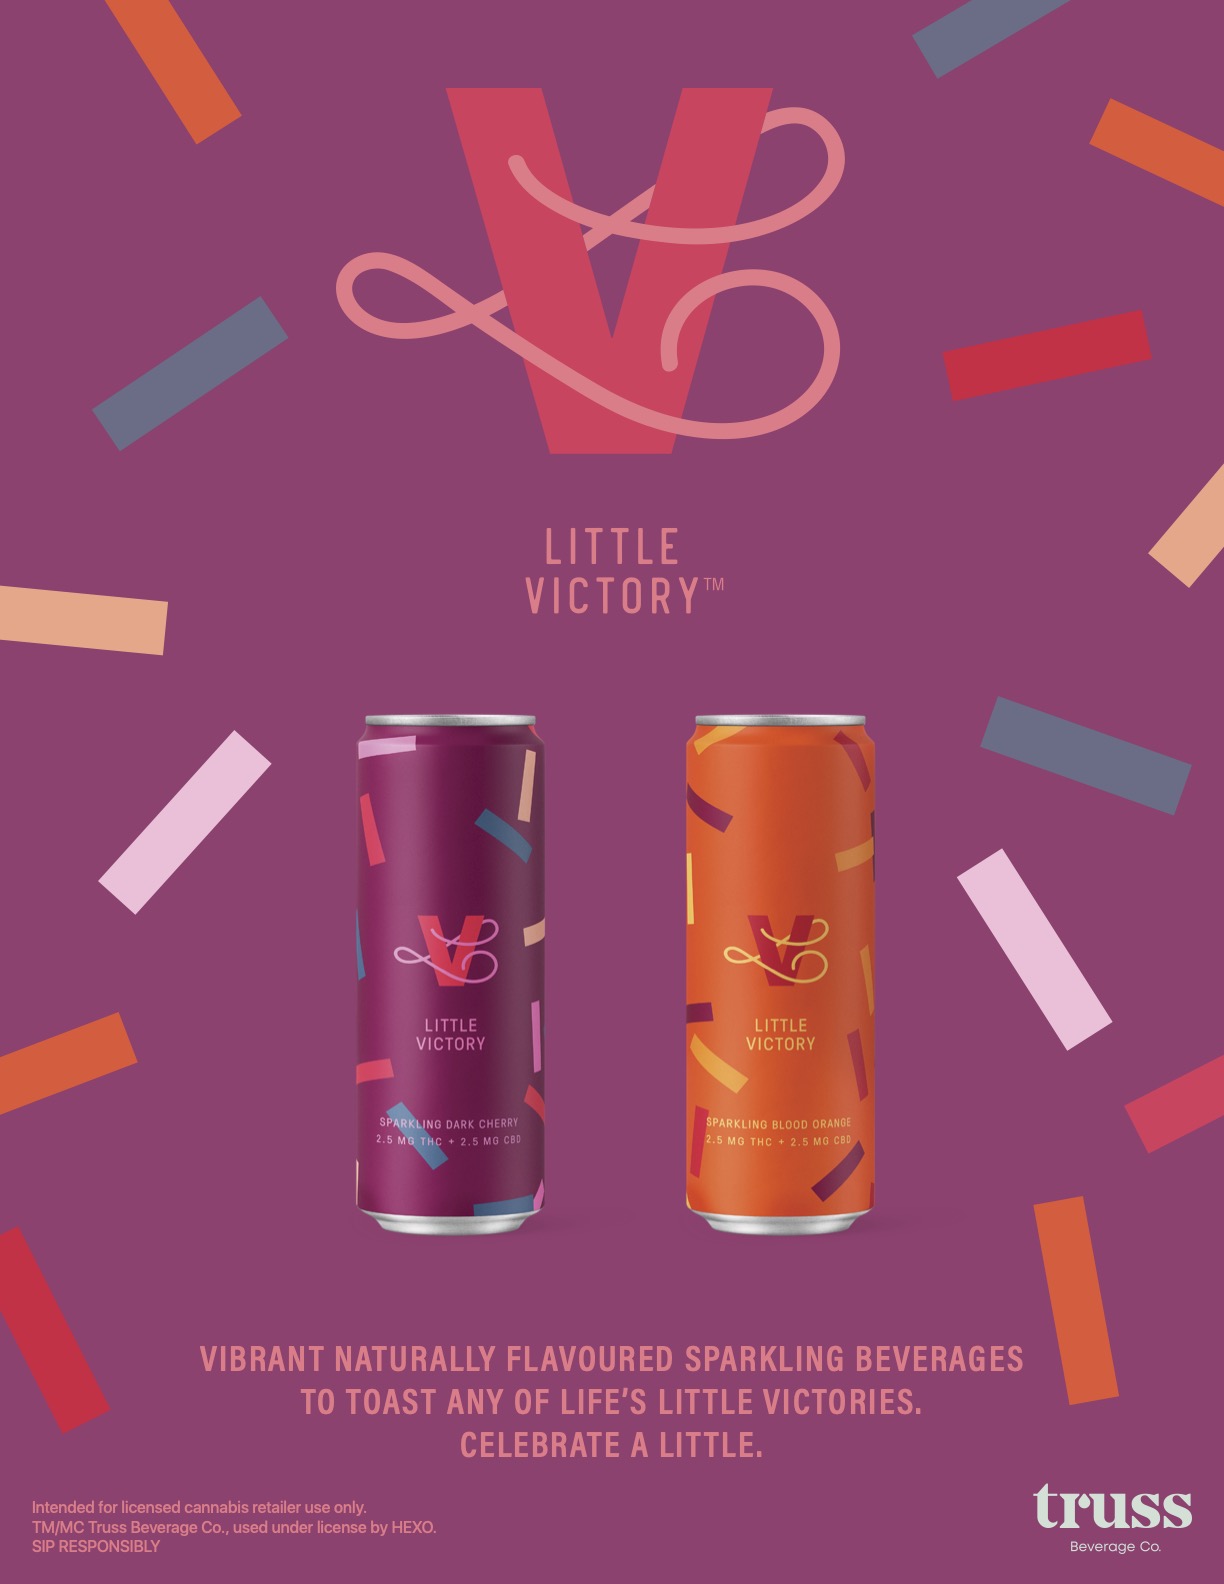 V
LITTLE
VICTORY™
V
LITTLE
VICTORY
SPARKLING DARK CHERRY
2.5 MG THC + 2.5 MG CBD
V
LITTLE
VICTORY
SPARKLING BLOOD ORANGE
2.5 MG THC + 2.5 MG CBD
VIBRANT NATURALLY FLAVOURED SPARKLING BEVERAGES
TO TOAST ANY OF LIFE’S LITTLE VICTORIES.
CELEBRATE A LITTLE.
Intended for licensed cannabis retailer use only.
TM/MC Truss Beverage Co., used under license by HEXO.
SIP RESPONSIBLY
truss
Beverage Co.